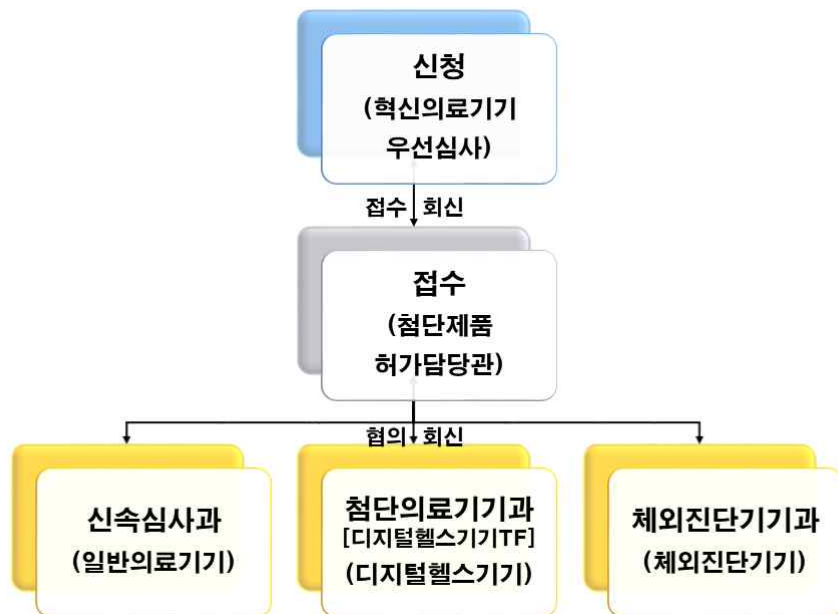 신청
(혁신의료기기
우선심사)
접수 회신
접수
(첨단제품
허가담당관)
협의 회신
신속심사과
(일반의료기기)
첨단의료기기과
[디지털헬스기기TF]
(디지털헬스기기)
체외진단기기과
(체외진단기기)